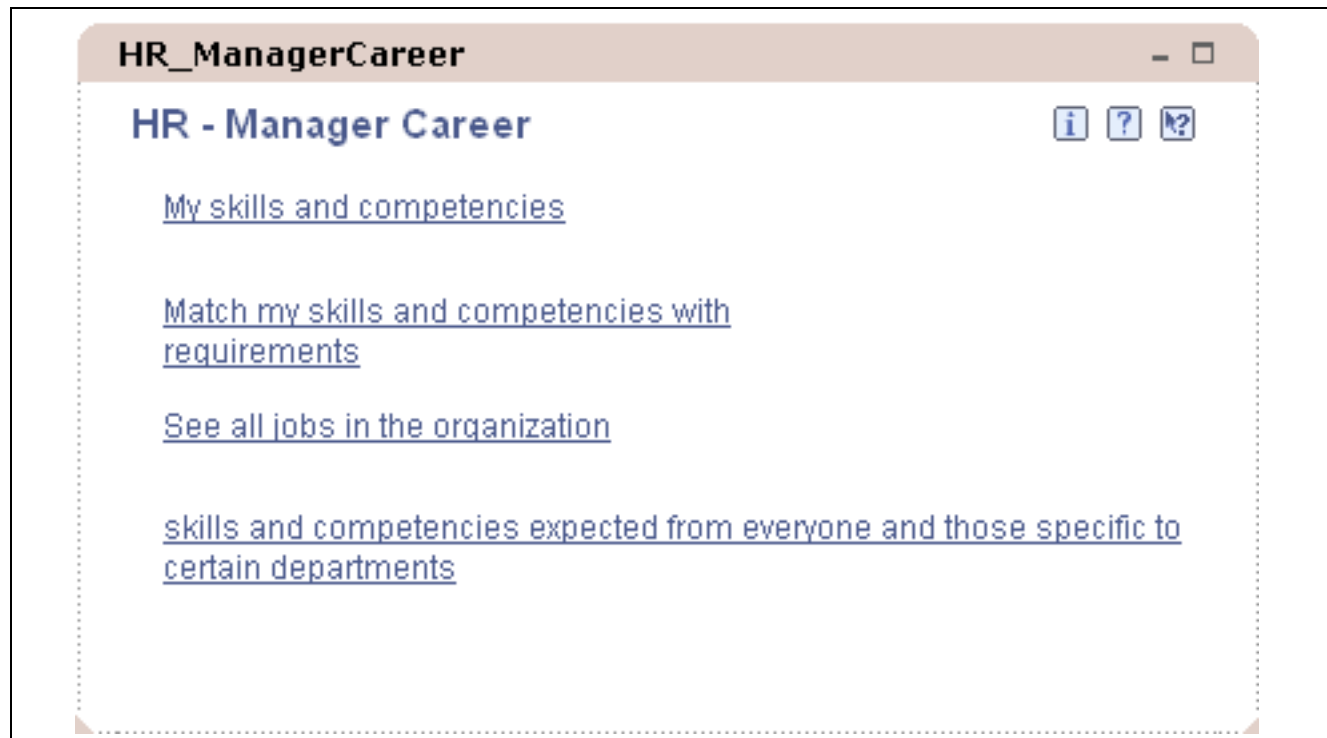 HR_ManagerCareer
HR - Manager Career
i ? ?
My skills and competencies
Match my skills and competencies with
requirements
See all jobs in the organization
skills and competencies expected from everyone and those specific to
certain departments